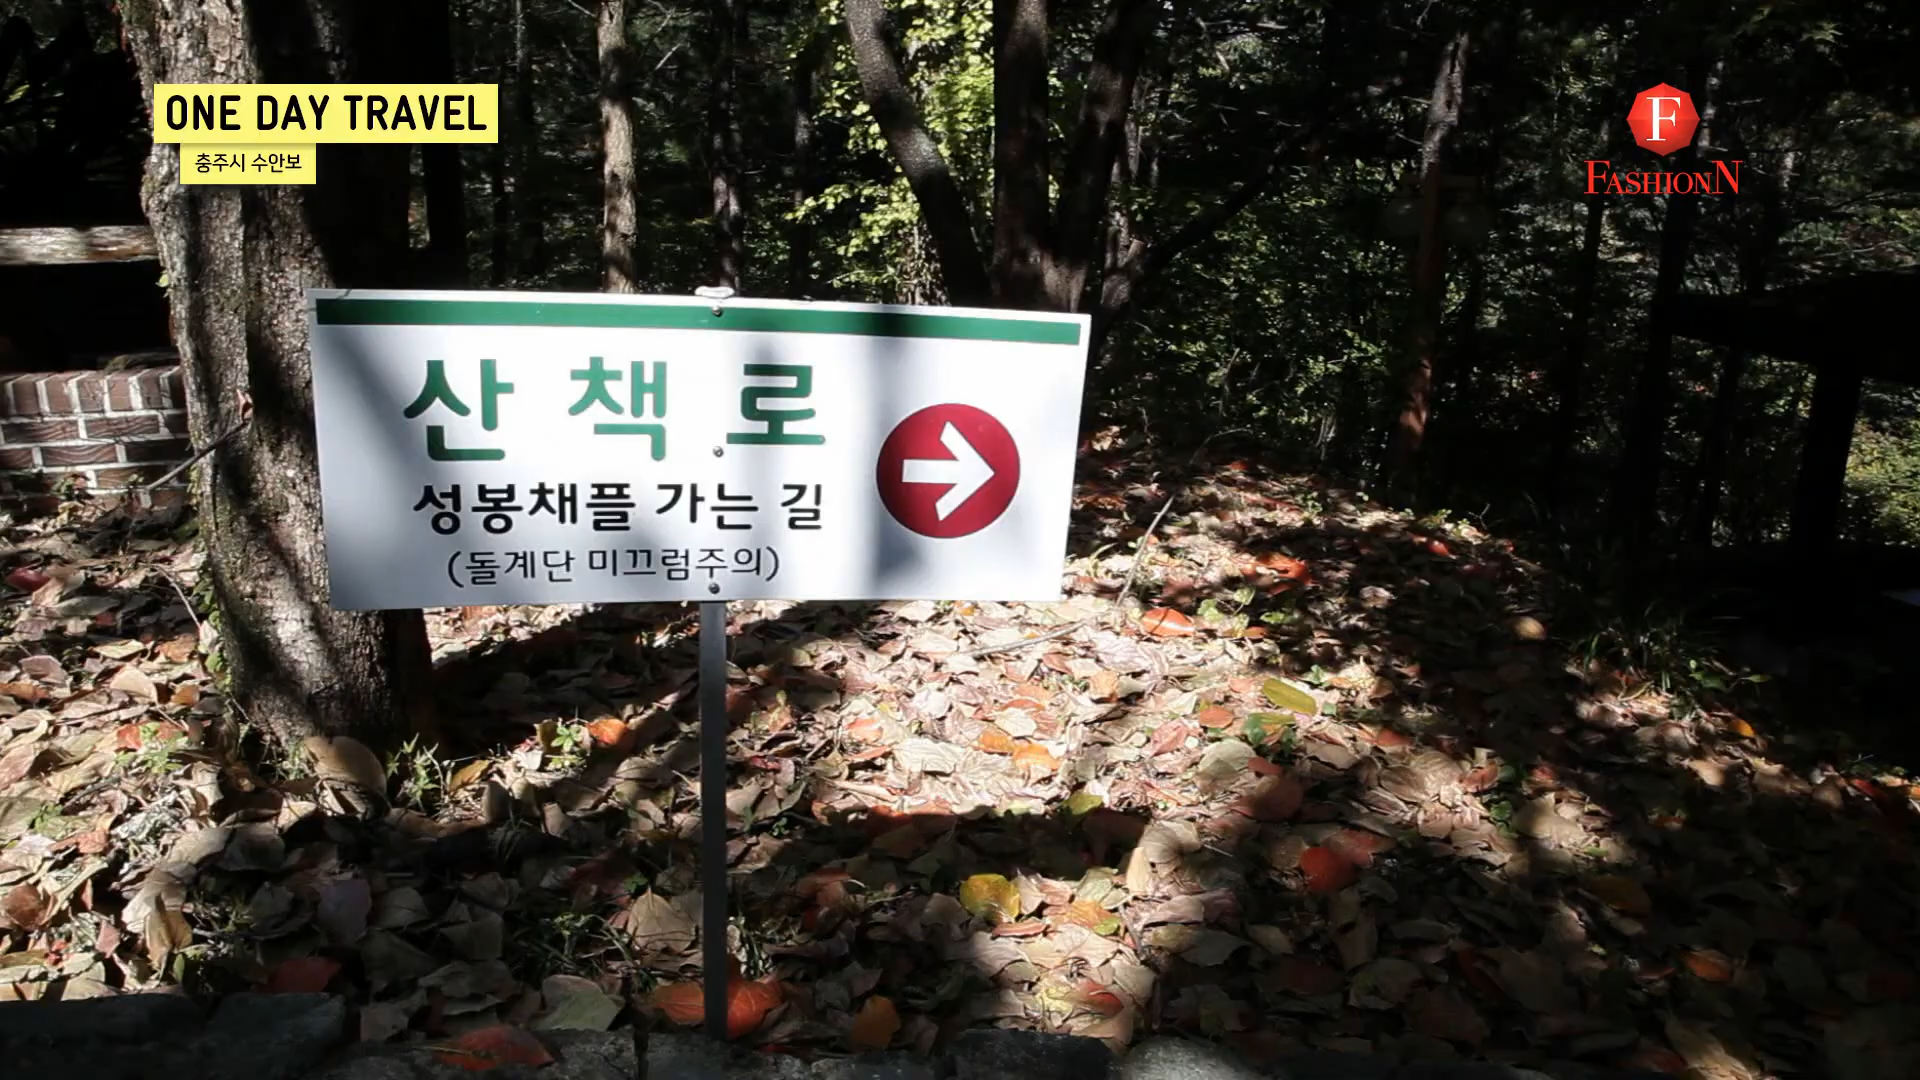 ONE DAY TRAVEL
충주시 수안보
F
FASHIONN
산책로
성봉채플 가는 길
(돌계단 미끄럼주의)